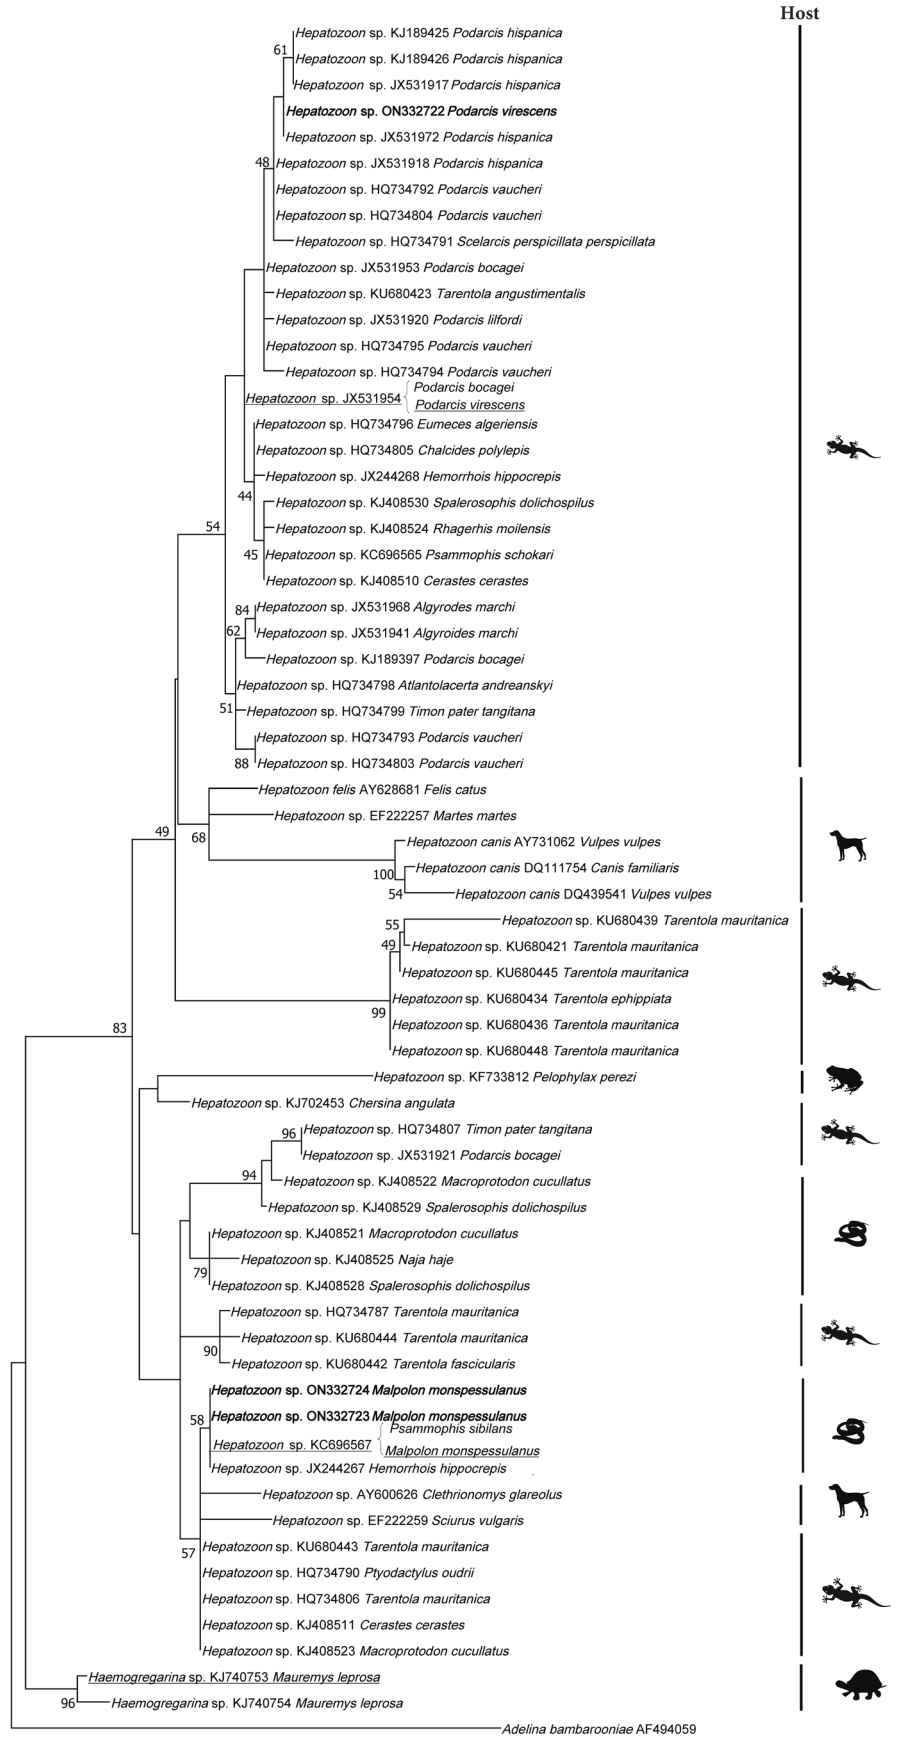 Host
Hepatozoon sp. KJ189425 Podarcis hispanica
61
Hepatozoon sp. KJ189426 Podarcis hispanica
Hepatozoon sp. JX531917 Podarcis hispanica
Hepatozoon sp. ON332722 Podarcis virescens
Hepatozoon sp. JX531972 Podarcis hispanica
48
Hepatozoon sp. JX531918 Podarcis hispanica
Hepatozoon sp. HQ734792 Podarcis vaucheri
Hepatozoon sp. HQ734804 Podarcis vaucheri
Hepatozoon sp. HQ734791 Scelarcis perspicillata perspicillata
Hepatozoon sp. JX531953 Podarcis bocagei
Hepatozoon sp. KU680423 Tarentola angustimentalis
Hepatozoon sp. JX531920 Podarcis lilfordi
Hepatozoon sp. HQ734795 Podarcis vaucheri
Hepatozoon sp. HQ734794 Podarcis vaucheri
Podarcis bocagei
Hepatozoon sp. JX531954
Podarcis virescens
Hepatozoon sp. HQ734796 Eumeces algeriensis
Hepatozoon sp. HQ734805 Chalcides polylepis
Hepatozoon sp. JX244268 Hemorrhois hippocrepis
44
Hepatozoon sp. KJ408530 Spalerosophis dolichospilus
54
Hepatozoon sp. KJ408524 Rhagerhis moilensis
45
Hepatozoon sp. KC696565 Psammophis schokari
Hepatozoon sp. KJ408510 Cerastes cerastes
84
Hepatozoon sp. JX531968 Algyrodes marchi
62
Hepatozoon sp. JX531941 Algyroides marchi
Hepatozoon sp. KJ189397 Podarcis bocagei
Hepatozoon sp. HQ734798 Atlantolacerta andreanskyi
51
Hepatozoon sp. HQ734799 Timon pater tangitana
Hepatozoon sp. HQ734793 Podarcis vaucheri
88
Hepatozoon sp. HQ734803 Podarcis vaucheri
Hepatozoon felis AY628681 Felis catus
Hepatozoon sp. EF222257 Martes martes
49
68
Hepatozoon canis AY731062 Vulpes vulpes
100
Hepatozoon canis DQ111754 Canis familiaris
54
Hepatozoon canis DQ439541 Vulpes vulpes
55
Hepatozoon sp. KU680439 Tarentola mauritanica
49
Hepatozoon sp. KU680421 Tarentola mauritanica
Hepatozoon sp. KU680445 Tarentola mauritanica
Hepatozoon sp. KU680434 Tarentola ephippiata
99
Hepatozoon sp. KU680436 Tarentola mauritanica
83
Hepatozoon sp. KU680448 Tarentola mauritanica
Hepatozoon sp. KF733812 Pelophylax perezi
Hepatozoon sp. KJ702453 Chersina angulata
96
Hepatozoon sp. HQ734807 Timon pater tangitana
Hepatozoon sp. JX531921 Podarcis bocagei
94
Hepatozoon sp. KJ408522 Macroprotodon cucullatus
Hepatozoon sp. KJ408529 Spalerosophis dolichospilus
Hepatozoon sp. KJ408521 Macroprotodon cucullatus
Hepatozoon sp. KJ408525 Naja haje
79
Hepatozoon sp. KJ408528 Spalerosophis dolichospilus
Hepatozoon sp. HQ734787 Tarentola mauritanica
Hepatozoon sp. KU680444 Tarentola mauritanica
90
Hepatozoon sp. KU680442 Tarentola fascicularis
Hepatozoon sp. ON332724 Malpolon monspessulanus
58
Hepatozoon sp. ON332723 Malpolon monspessulanus
Psammophis sibilans
Hepatozoon sp. KC696567
Malpolon monspessulanus
Hepatozoon sp. JX244267 Hemorrhois hippocrepis
Hepatozoon sp. AY600626 Clethrionomys glareolus
Hepatozoon sp. EF222259 Sciurus vulgaris
57
Hepatozoon sp. KU680443 Tarentola mauritanica
Hepatozoon sp. HQ734790 Ptyodactylus oudrii
Hepatozoon sp. HQ734806 Tarentola mauritanica
Hepatozoon sp. KJ408511 Cerastes cerastes
Hepatozoon sp. KJ408523 Macroprotodon cucullatus
Haemogregarina sp. KJ740753 Mauremys leprosa
96
Haemogregarina sp. KJ740754 Mauremys leprosa
Adelina bambarooniae AF494059